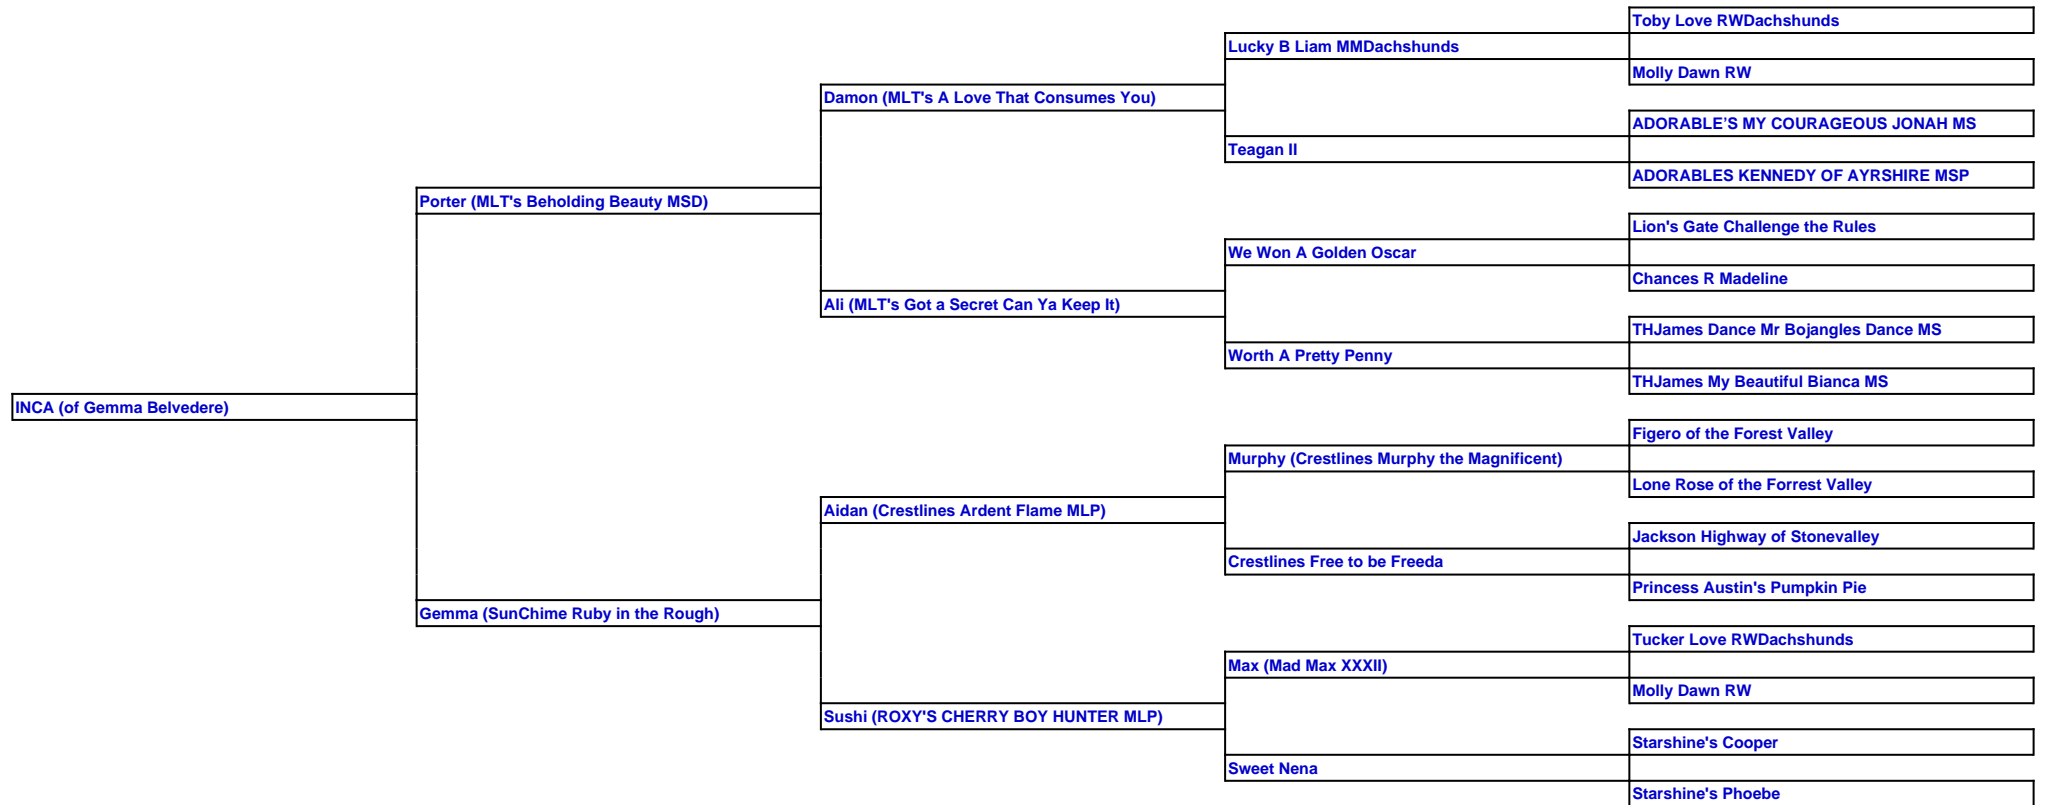 Toby Love RWDachshunds
Lucky B Liam MMDachshunds
Molly Dawn RW
Damon (MLT's A Love That Consumes You)
ADORABLE’S MY COURAGEOUS JONAH MS
Teagan II
ADORABLES KENNEDY OF AYRSHIRE MSP
Porter (MLT's Beholding Beauty MSD)
Lion's Gate Challenge the Rules
We Won A Golden Oscar
Chances R Madeline
Ali (MLT's Got a Secret Can Ya Keep It)
THJames Dance Mr Bojangles Dance MS
Worth A Pretty Penny
THJames My Beautiful Bianca MS
INCA (of Gemma Belvedere)
Figero of the Forest Valley
Murphy (Crestlines Murphy the Magnificent)
Lone Rose of the Forrest Valley
Aidan (Crestlines Ardent Flame MLP)
Jackson Highway of Stonevalley
Crestlines Free to be Freeda
Princess Austin's Pumpkin Pie
Gemma (SunChime Ruby in the Rough)
Tucker Love RWDachshunds
Max (Mad Max XXXII)
Molly Dawn RW
Sushi (ROXY'S CHERRY BOY HUNTER MLP)
Starshine's Cooper
Sweet Nena
Starshine's Phoebe